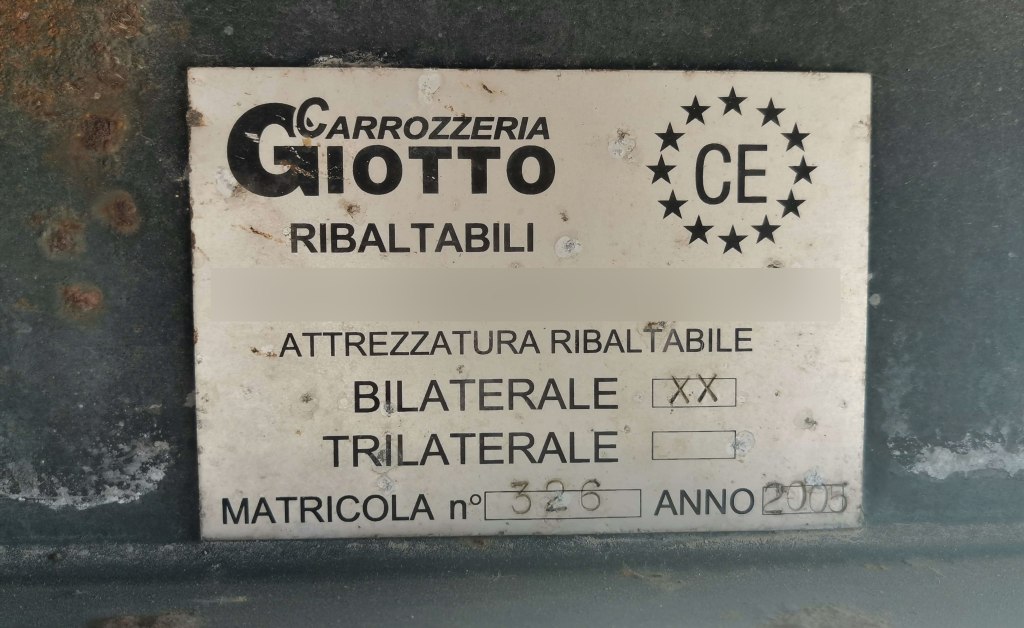 CARROZZERIA
GIOTTO
CE
RIBALTABILI
ATTREZZATURA RIBALTABILE
BILATERALE XX
TRILATERALE
MATRICOLA n° 326 ANNO 2005